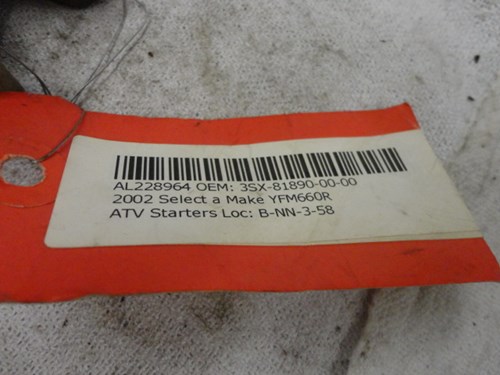 AL228964 OEM: 3SX-81890-00-00
2002 Select a Make YFM660R
ATV Starters Loc: B-NN-3-58